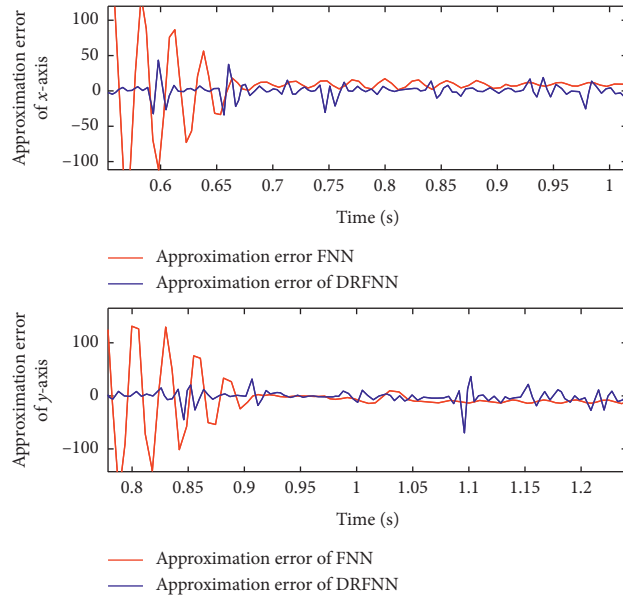 Approximation error
of x-axis
100
50
0
−50
−100
0.6
0.65
0.7
0.75
0.8
0.85
0.9
0.95
1
Time (s)
Approximation error FNN
Approximation error of DRFNN
Approximation error
of y-axis
100
0
−100
0.8
0.85
0.9
0.95
1
1.05
1.1
1.15
1.2
Time (s)
Approximation error of FNN
Approximation error of DRFNN